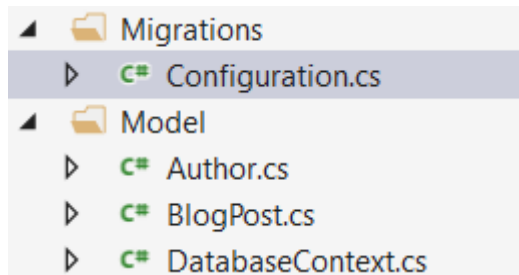 Migrations
C# Configuration.cs
Model
C# Author.cs
C# BlogPost.cs
C# DatabaseContext.cs